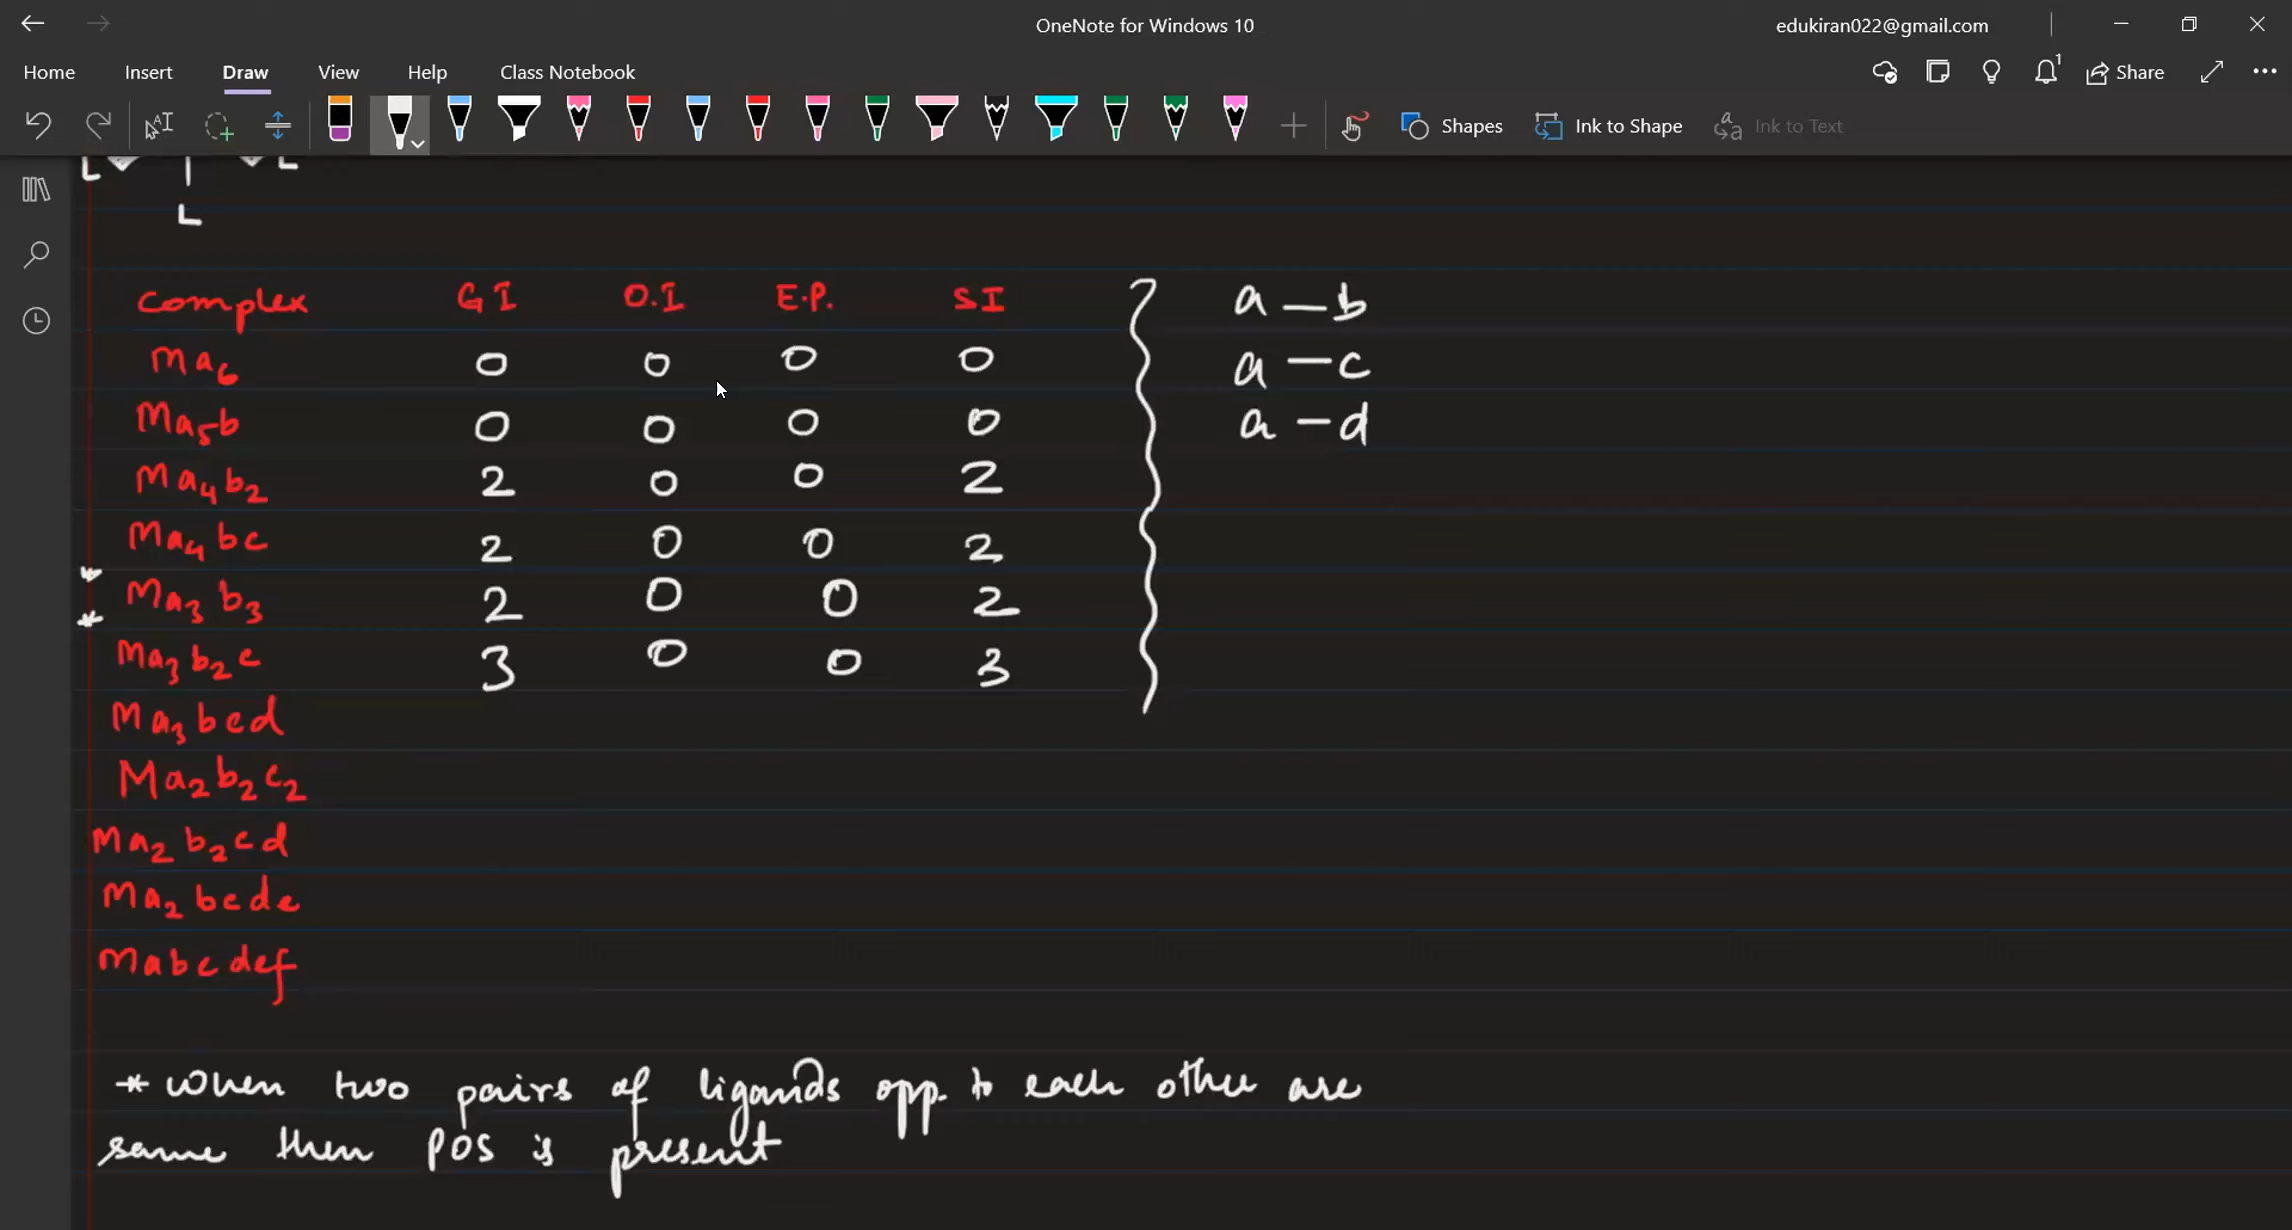 OneNote for Windows 10
edukiran022@gmail.com
Home Insert Draw View Help Class Notebook
Share
Shapes Ink to Shape Ink to Text
L L
L
Complex GI O.I E.P. SI
Ma6 0 0 0 0
Ma5b 0 0 0 0
Ma4b2 2 0 0 2
Ma4bc 2 0 0 2
* Ma3b3 2 0 0 2
* Ma3b2c 3 0 0 3
Ma3bcd
Ma2b2c2
Ma2b2cd
Ma2bcde
Mabcdef
a – b
a – c
a – d
* When two pairs of ligands opp. to each other are
same then POS is present